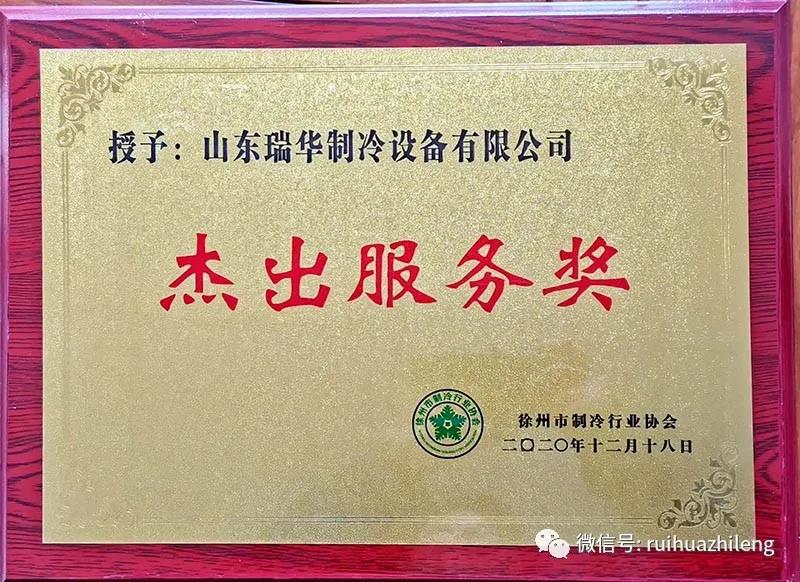 授予：山东瑞华制冷设备有限公司
杰出服务奖
徐州市制冷行业协会
徐州市制冷行业协会
二〇二〇年十二月十八日
微信号: ruihuazhileng